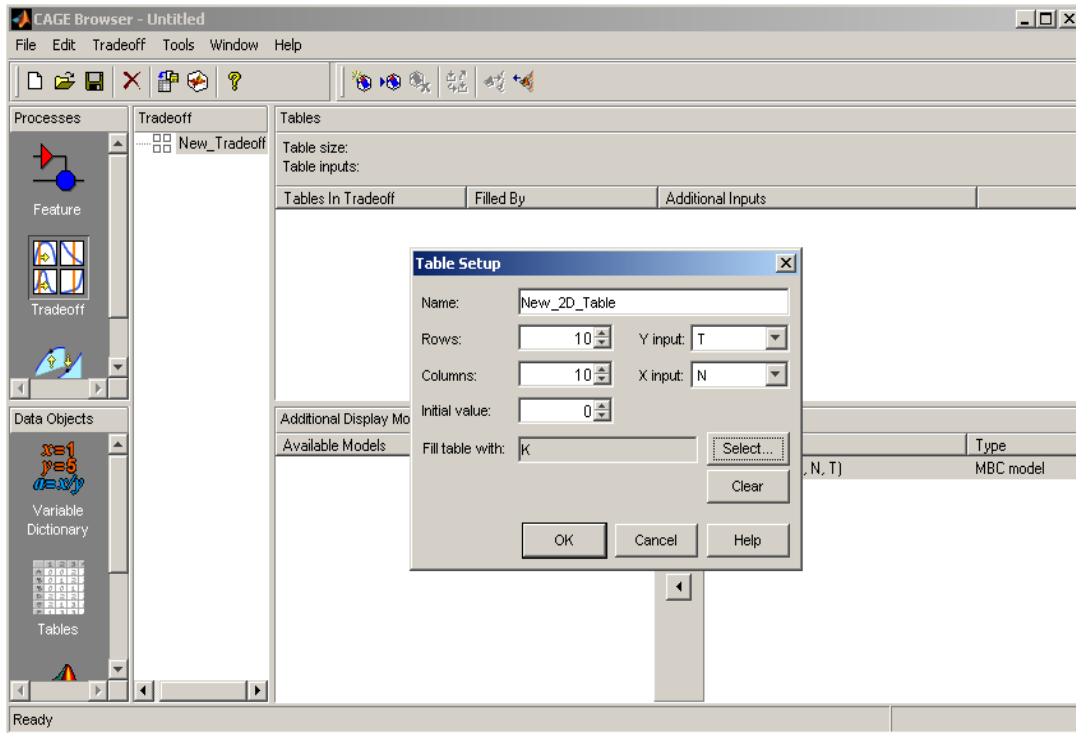 CAGE Browser - Untitled
File Edit Tradeoff Tools Window Help
Processes
Feature
Tradeoff
Tradeoff
New_Tradeoff
Tables
Table size:
Table inputs:
Tables In Tradeoff Filled By Additional Inputs
Table Setup
Name: New_2D_Table
Rows: 10 Y input: T
Columns: 10 X input: N
Initial value: 0
Fill table with: K Select...
Clear
OK Cancel Help
Data Objects
x=1
y=5
a=x/y
Variable
Dictionary
Tables
Additional Display Mo
Available Models
Type
, N, T) MBC model
Ready